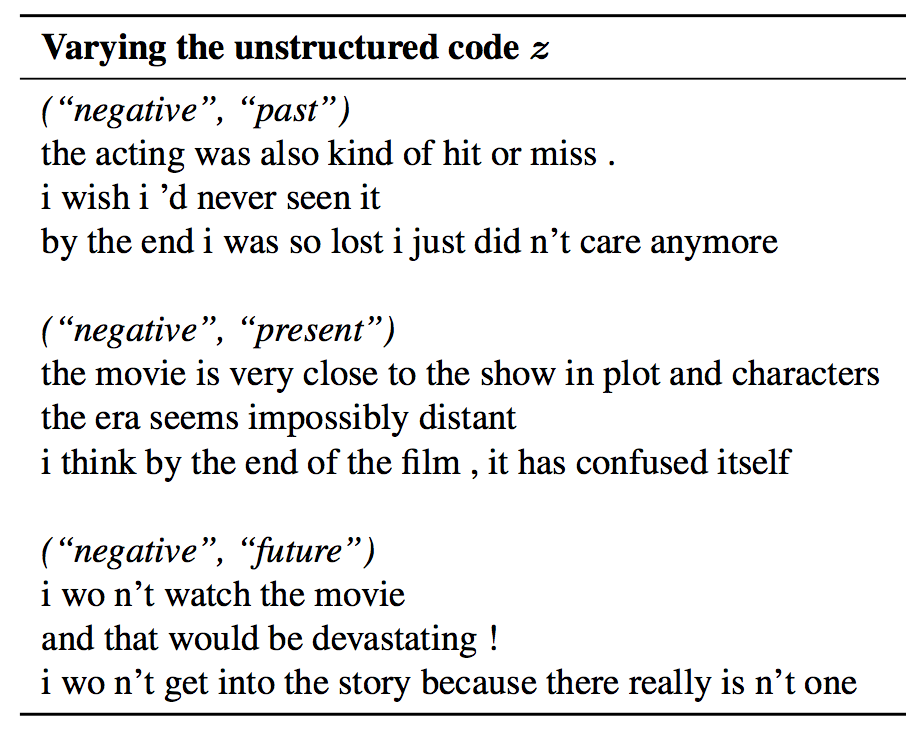 Varying the unstructured code z
(“negative”, “past”)
the acting was also kind of hit or miss .
i wish i ’d never seen it
by the end i was so lost i just did n’t care anymore
(“negative”, “present”)
the movie is very close to the show in plot and characters
the era seems impossibly distant
i think by the end of the film , it has confused itself
(“negative”, “future”)
i wo n’t watch the movie
and that would be devastating !
i wo n’t get into the story because there really is n’t one